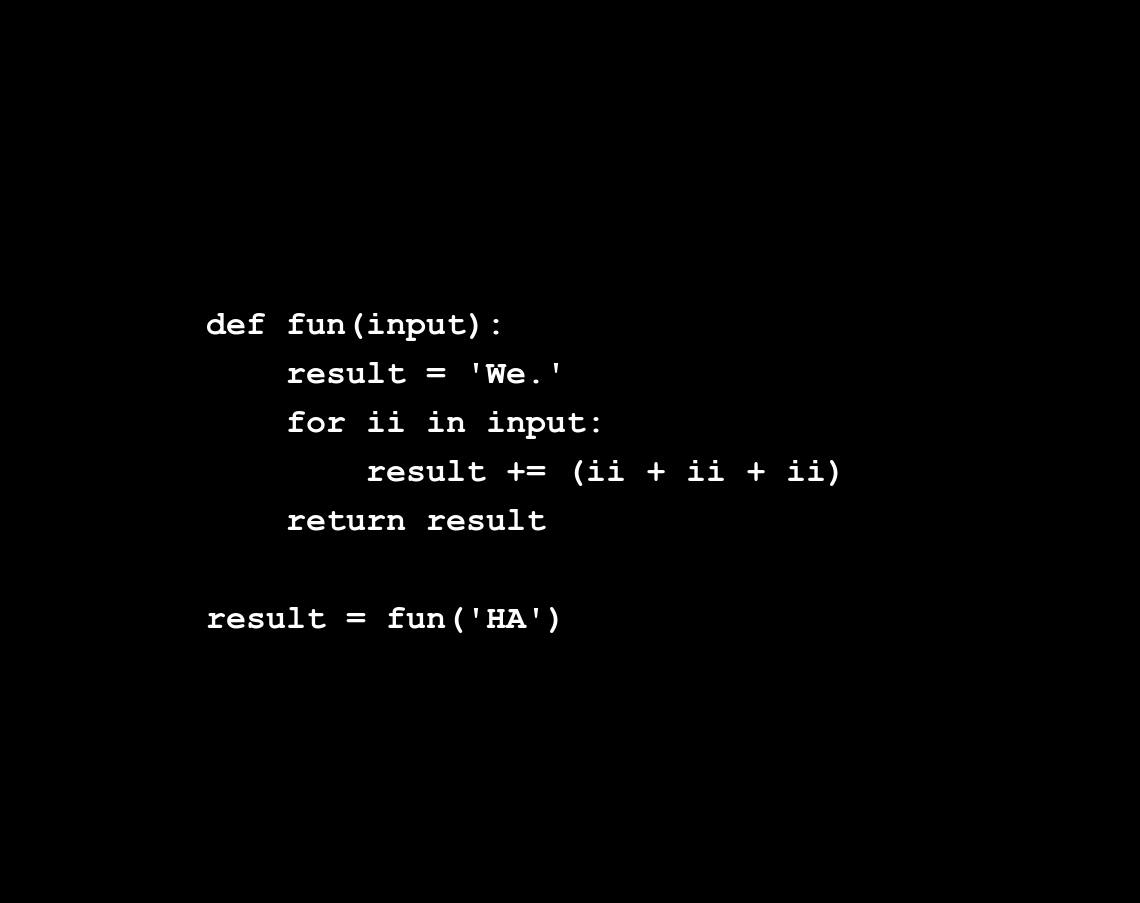 def fun(input):
    result = 'We.'
    for ii in input:
        result += (ii + ii + ii)
    return result

result = fun('HA')